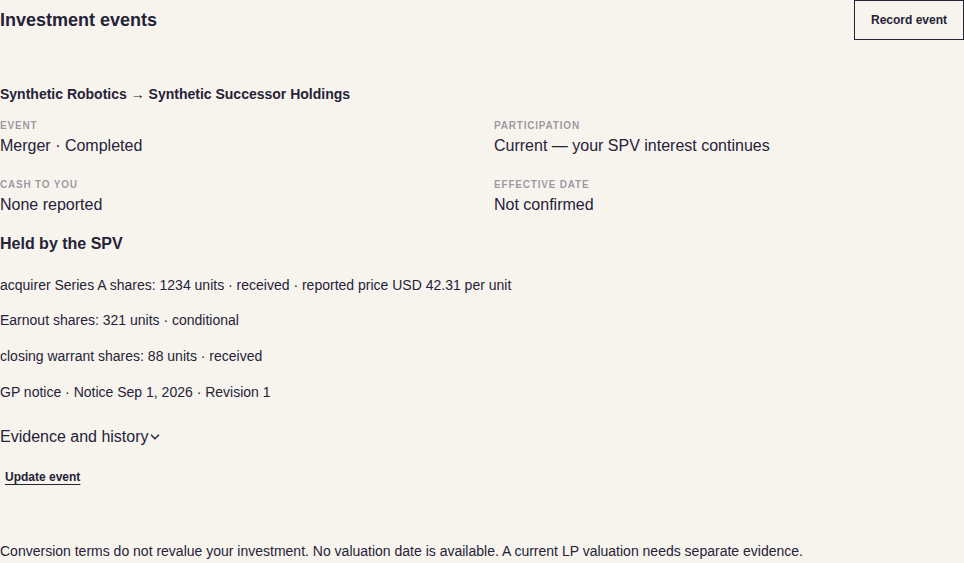 Investment events
Record event
Synthetic Robotics → Synthetic Successor Holdings
EVENT
Merger · Completed
PARTICIPATION
Current — your SPV interest continues
CASH TO YOU
None reported
EFFECTIVE DATE
Not confirmed
Held by the SPV
acquirer Series A shares: 1234 units · received · reported price USD 42.31 per unit
Earnout shares: 321 units · conditional
closing warrant shares: 88 units · received
GP notice · Notice Sep 1, 2026 · Revision 1
Evidence and history
Update event
Conversion terms do not revalue your investment. No valuation date is available. A current LP valuation needs separate evidence.